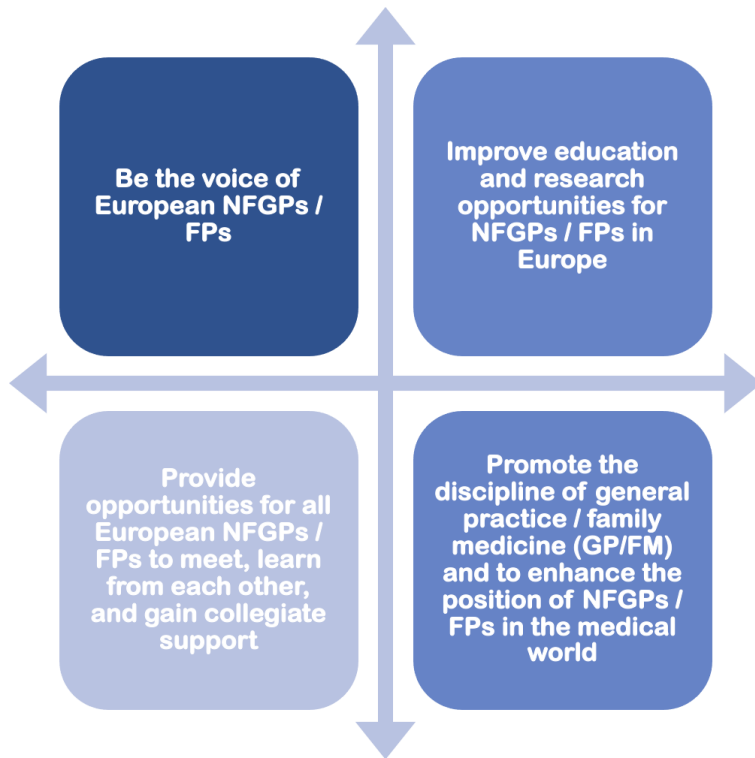 Be the voice of
European NFGPs /
FPs
Improve education
and research
opportunities for
NFGPs / FPs in
Europe
Provide
opportunities for all
European NFGPs /
FPs to meet, learn
from each other,
and gain collegiate
support
Promote the
discipline of general
practice / family
medicine (GP/FM)
and to enhance the
position of NFGPs /
FPs in the medical
world